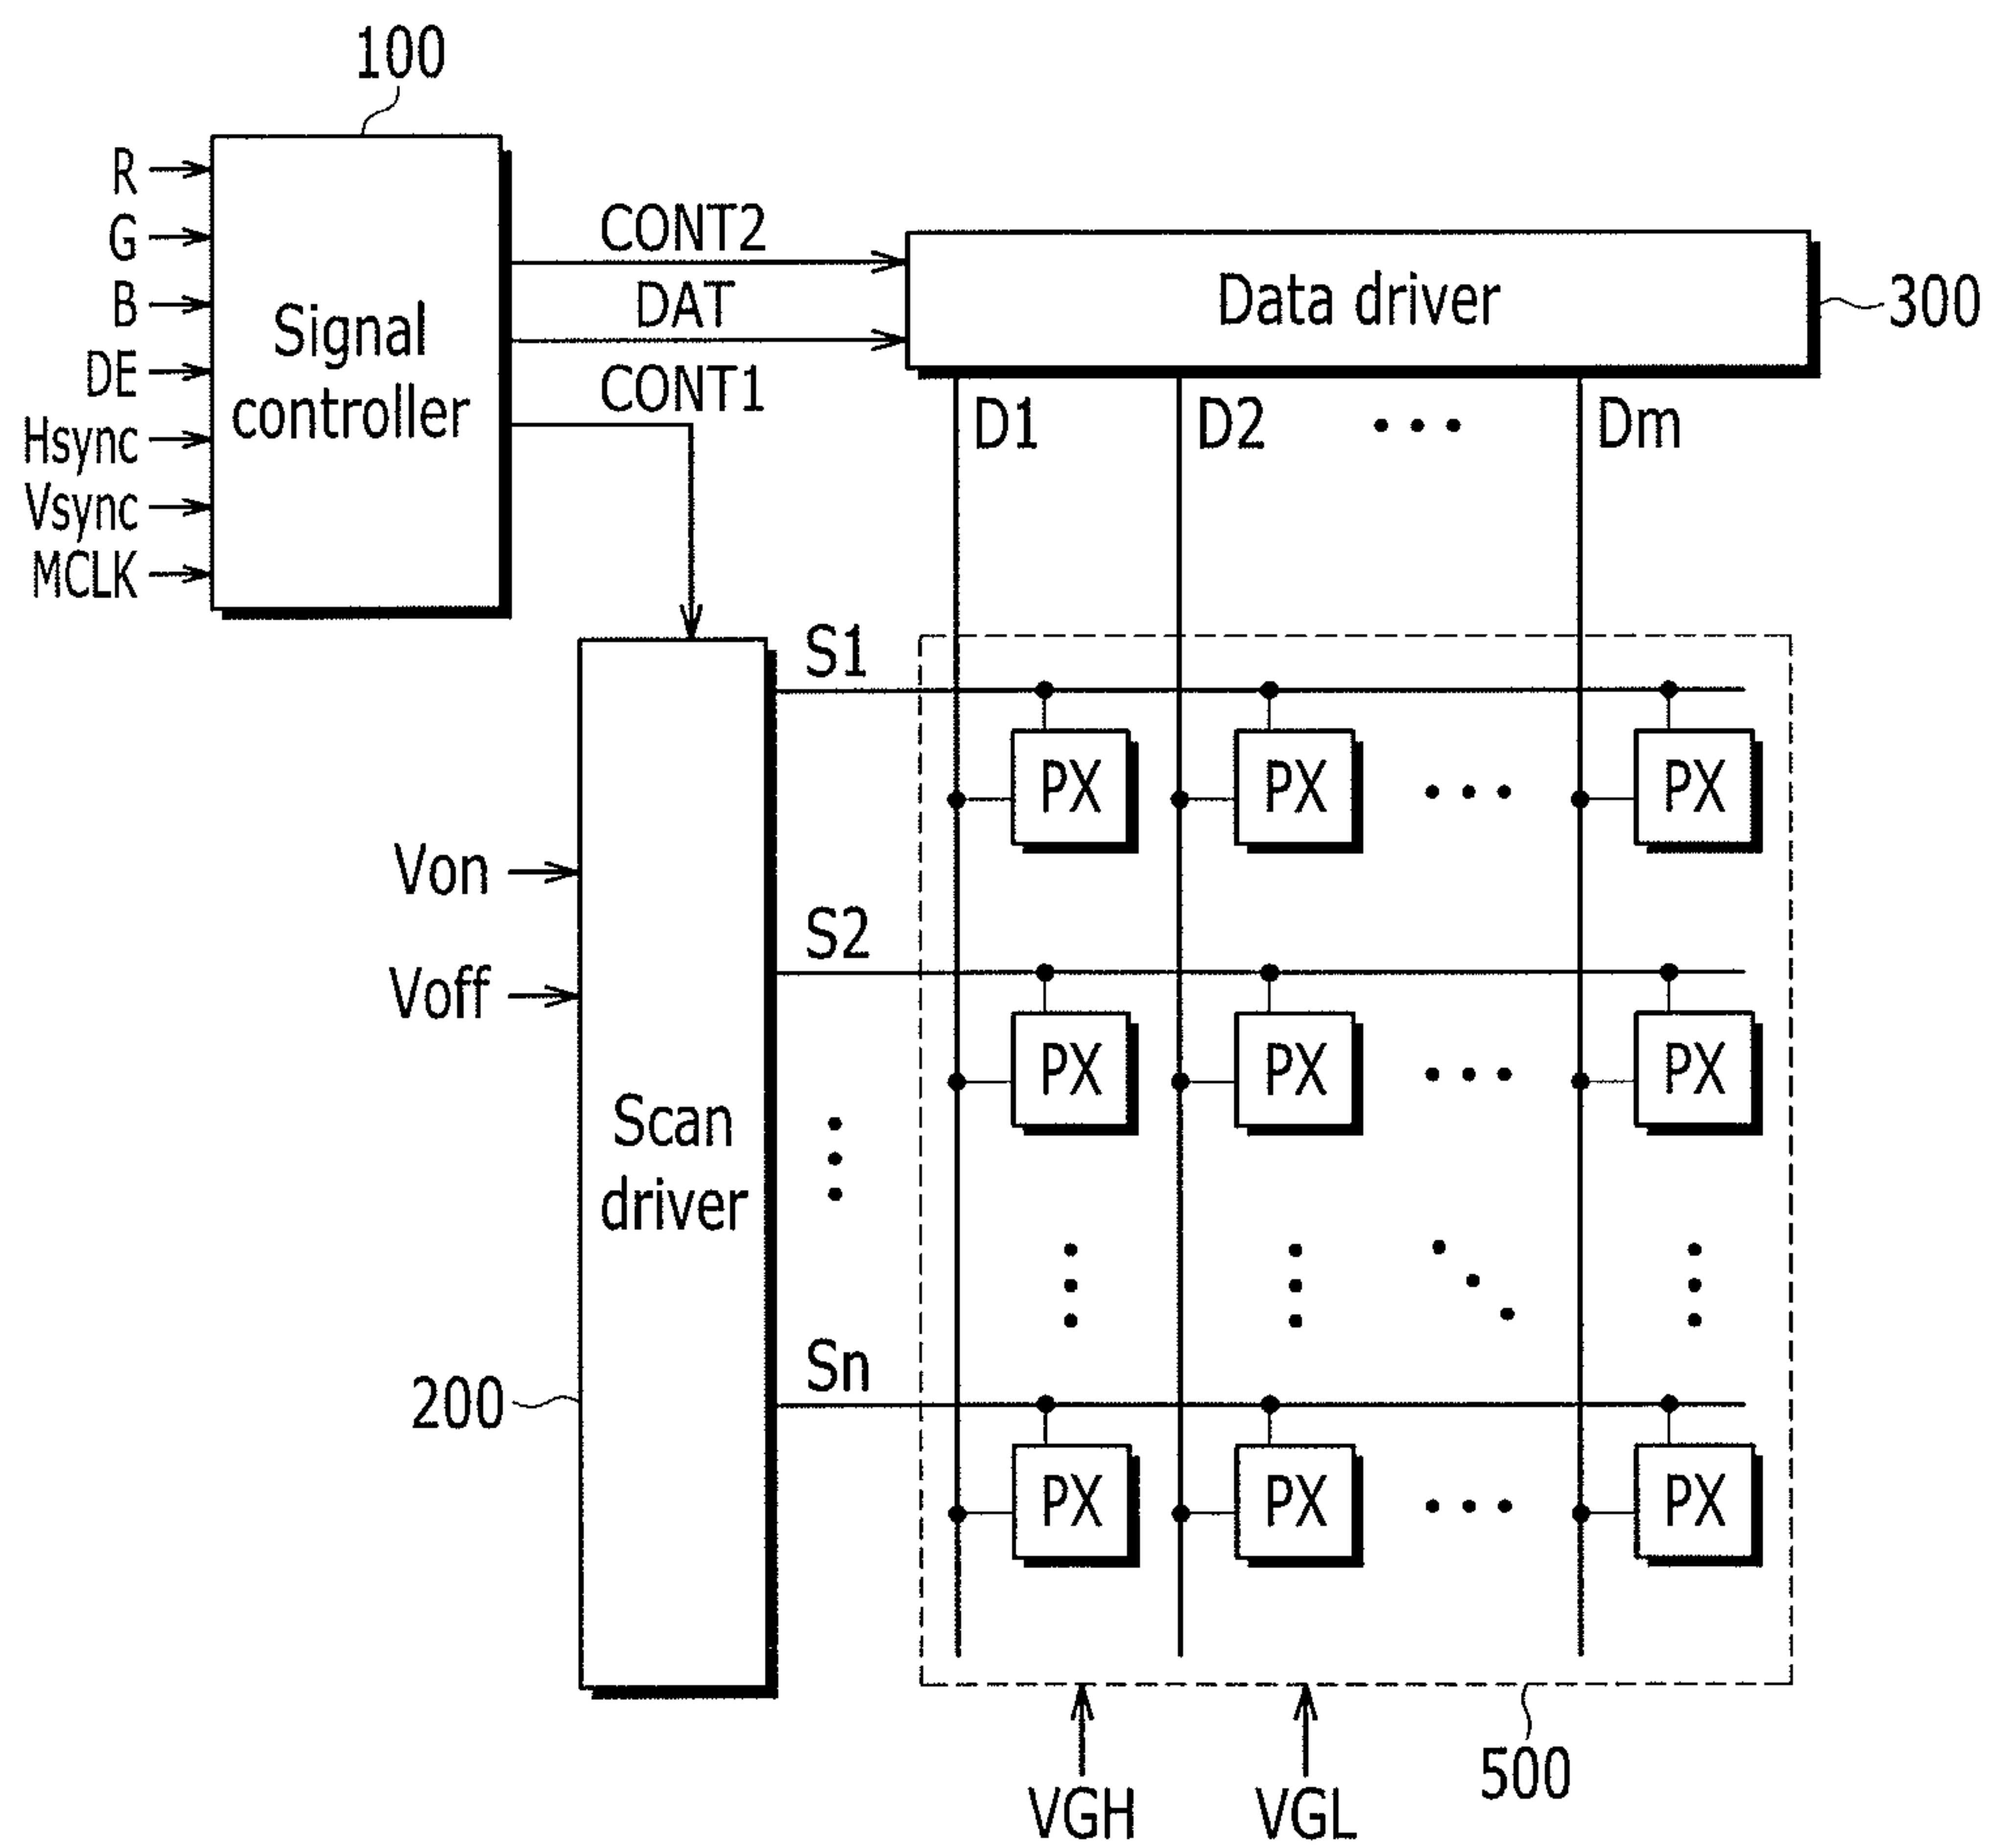 100
R
G
B
DE
Hsync
Vsync
MCLK
Signal
controller
CONT2
DAT
CONT1
Data driver
300
D1 D2 ... Dm
S1
PX PX ... PX
Von
Voff
S2
PX PX ... PX
Scan
driver
200
Sn
PX PX ... PX
VGH VGL
500